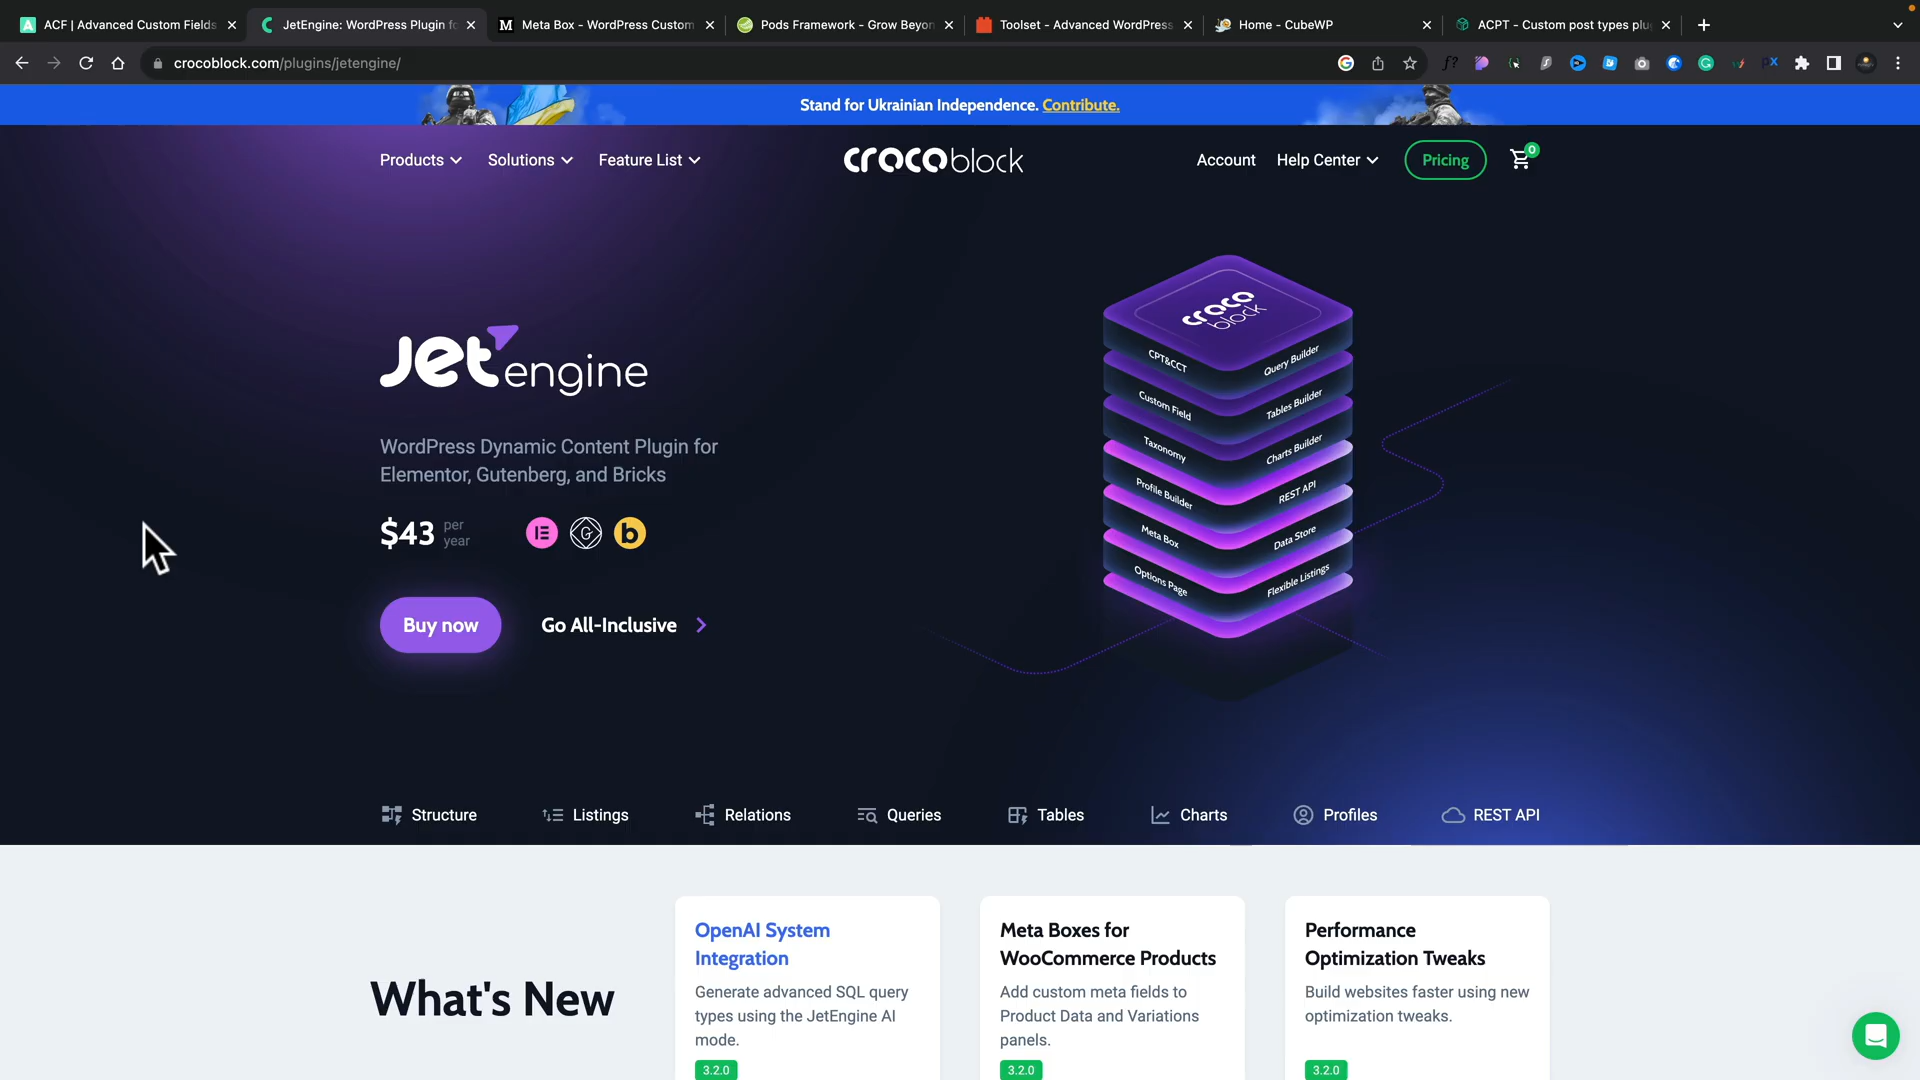 ACF | Advanced Custom Fields
JetEngine: WordPress Plugin fo
Meta Box - WordPress Custom
Pods Framework - Grow Beyon
Toolset - Advanced WordPress
Home - CubeWP
ACPT - Custom post types plu
crocoblock.com/plugins/jetengine/
Stand for Ukrainian Independence. Contribute.
Products
Solutions
Feature List
crocoblock
Account
Help Center
Pricing
0
Jet engine
WordPress Dynamic Content Plugin for
Elementor, Gutenberg, and Bricks
$43 per
year
Buy now
Go All-Inclusive
croco
block
CPT&CCT
Query Builder
Custom Field
Tables Builder
Taxonomy
Charts Builder
Profile Builder
REST API
Meta Box
Data Store
Options Page
Flexible Listings
Structure
Listings
Relations
Queries
Tables
Charts
Profiles
REST API
What's New
OpenAI System
Integration
Generate advanced SQL query
types using the JetEngine AI
mode.
3.2.0
Meta Boxes for
WooCommerce Products
Add custom meta fields to
Product Data and Variations
panels.
3.2.0
Performance
Optimization Tweaks
Build websites faster using new
optimization tweaks.
3.2.0